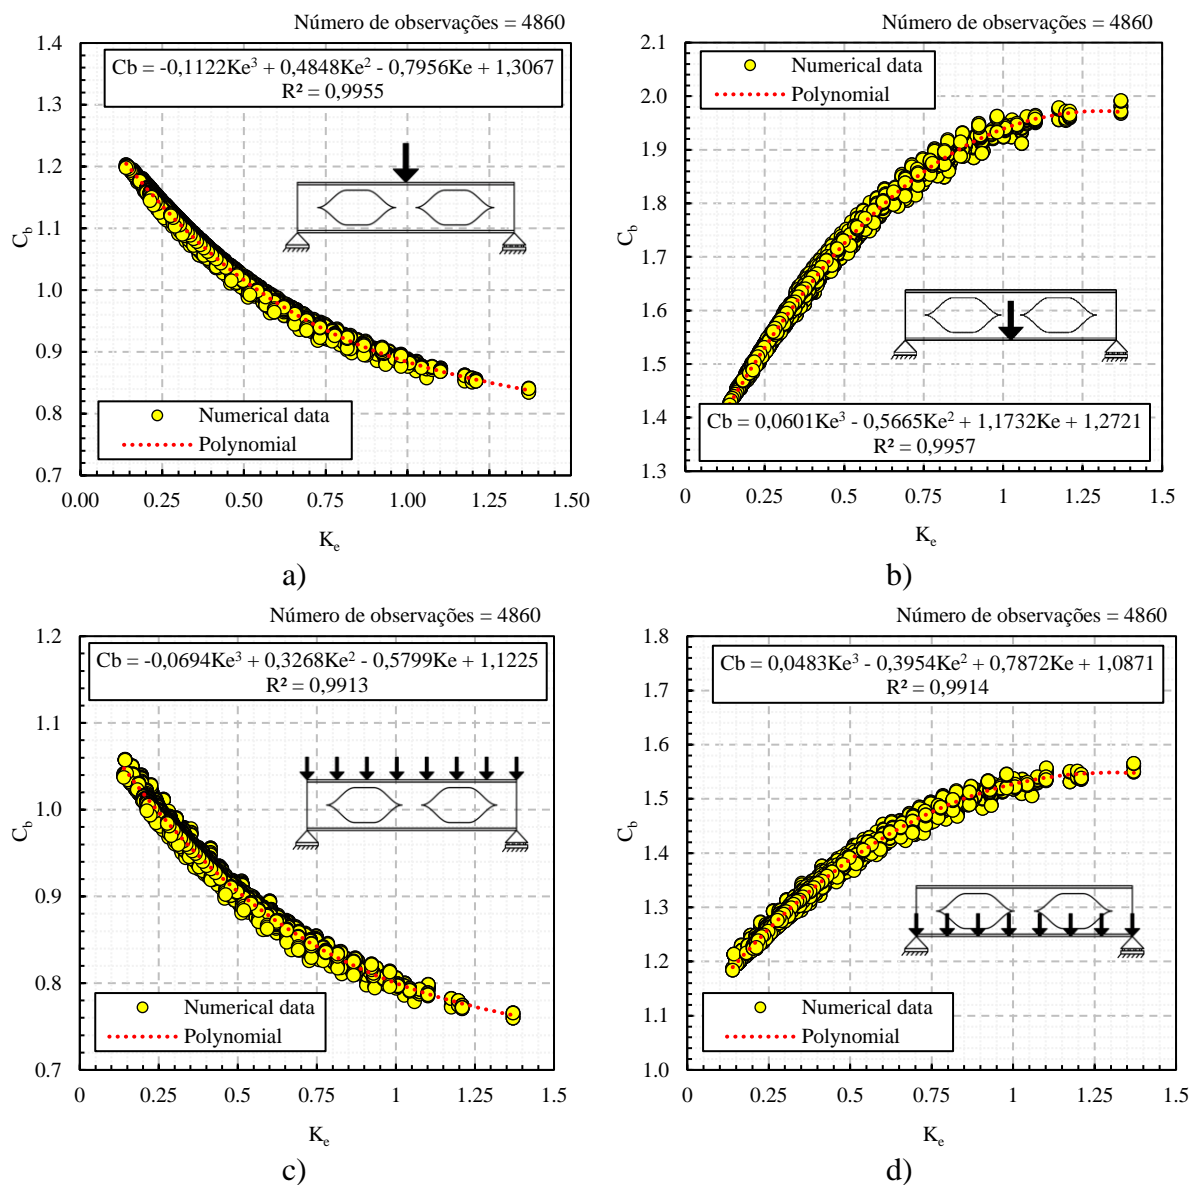 Número de observações = 4860
1.4
1.3
1.2
1.1
1.0
0.9
0.8
0.7
C_b
Cb = -0,1122Ke³ + 0,4848Ke² - 0,7956Ke + 1,3067
R² = 0,9955
Numerical data
Polynomial
0.00 0.25 0.50 0.75 1.00 1.25 1.50
K_e
a)
Número de observações = 4860
2.1
2.0
1.9
1.8
1.7
1.6
1.5
1.4
1.3
C_b
Numerical data
Polynomial
Cb = 0,0601Ke³ - 0,5665Ke² + 1,1732Ke + 1,2721
R² = 0,9957
0 0.25 0.5 0.75 1 1.25 1.5
K_e
b)
Número de observações = 4860
1.2
1.1
1.0
0.9
0.8
0.7
C_b
Cb = -0,0694Ke³ + 0,3268Ke² - 0,5799Ke + 1,1225
R² = 0,9913
Numerical data
Polynomial
0 0.25 0.5 0.75 1 1.25 1.5
K_e
c)
Número de observações = 4860
1.8
1.7
1.6
1.5
1.4
1.3
1.2
1.1
1.0
C_b
Cb = 0,0483Ke³ - 0,3954Ke² + 0,7872Ke + 1,0871
R² = 0,9914
Numerical data
Polynomial
0 0.25 0.5 0.75 1 1.25 1.5
K_e
d)